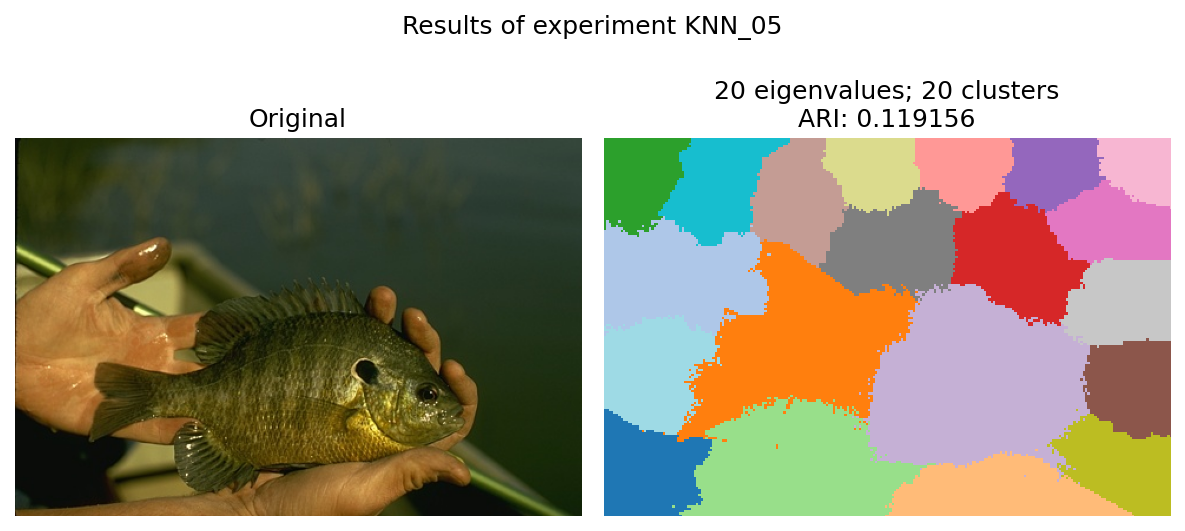 Results of experiment KNN_05
Original
20 eigenvalues; 20 clusters
ARI: 0.119156